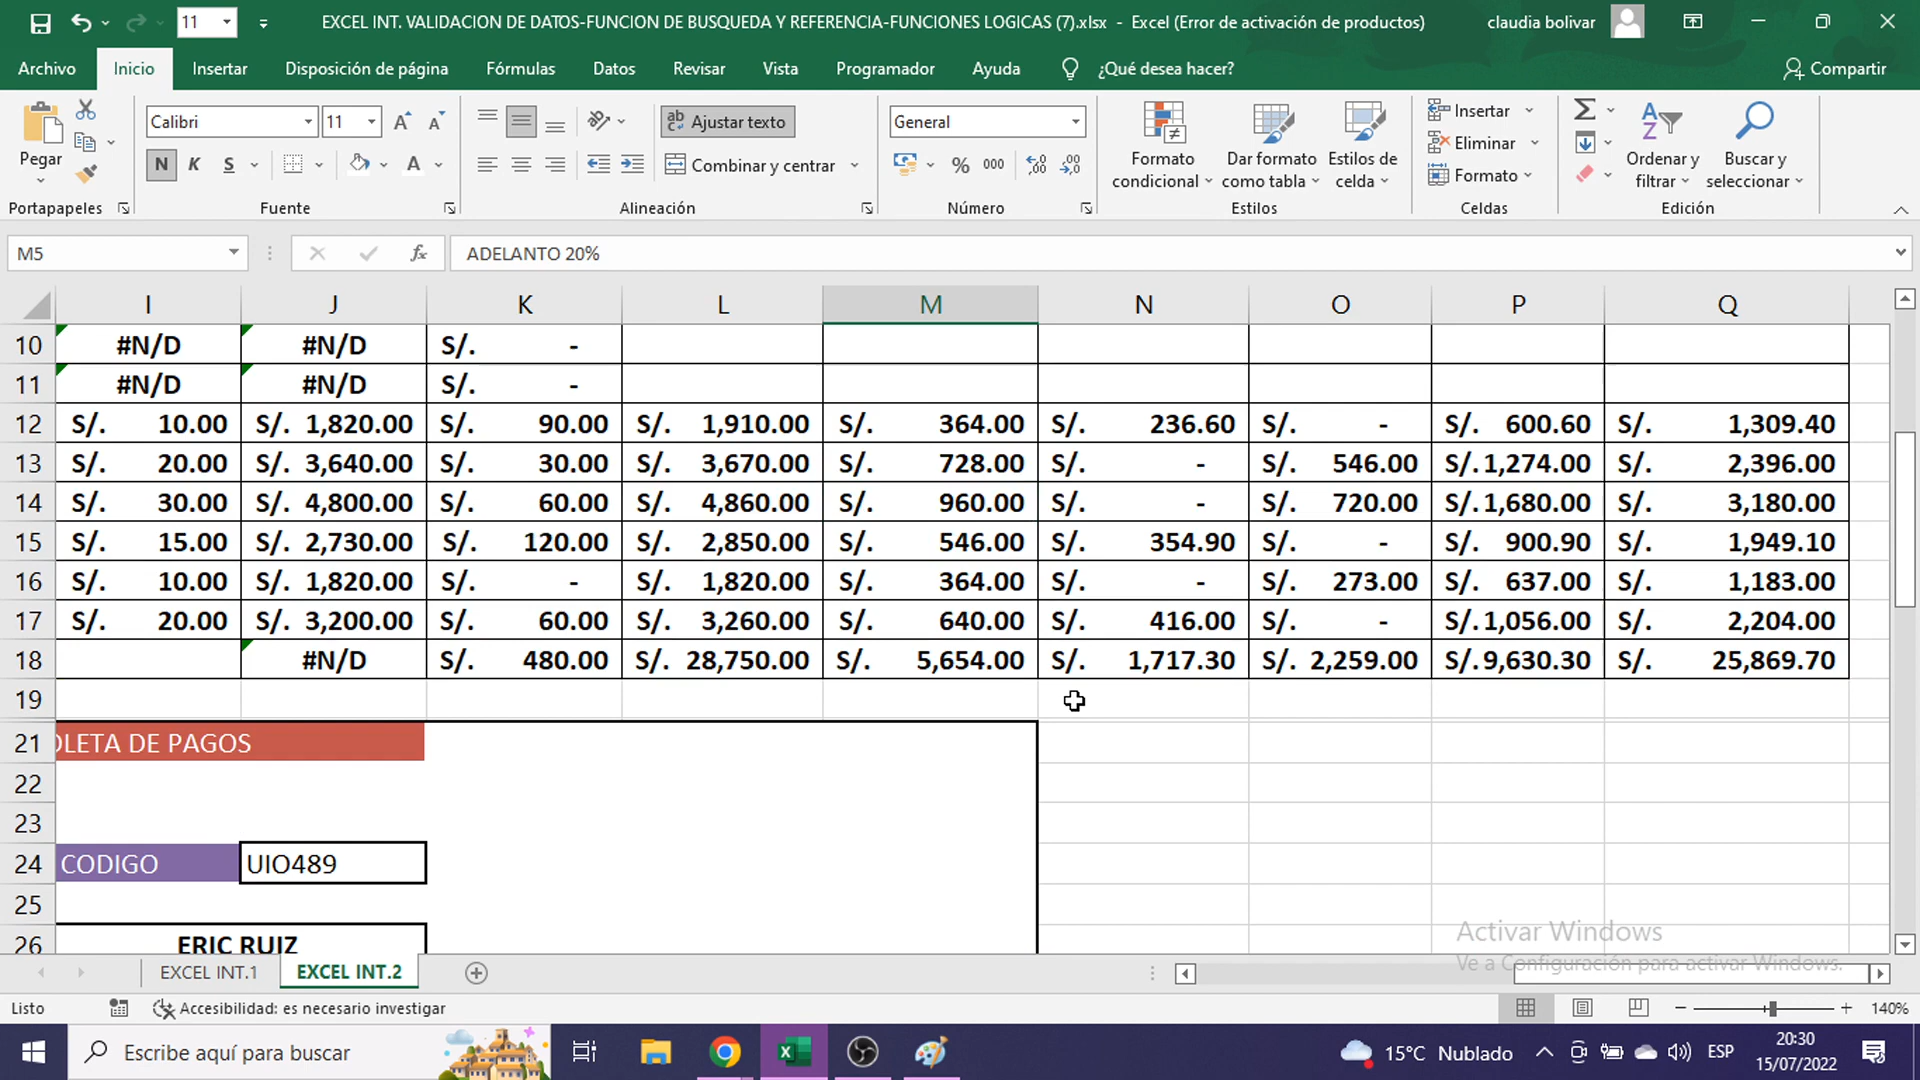 11 EXCEL INT. VALIDACION DE DATOS-FUNCION DE BUSQUEDA Y REFERENCIA-FUNCIONES LOGICAS (7).xlsx - Excel (Error de activación de productos) claudia bolivar
Archivo Inicio Insertar Disposición de página Fórmulas Datos Revisar Vista Programador Ayuda ¿Qué desea hacer? Compartir
Pegar Calibri 11 Ajustar texto General Insertar
N K S Combinar y centrar % 000 Formato condicional Dar formato como tabla Estilos de celda Eliminar Formato Ordenar y filtrar Buscar y seleccionar
Portapapeles Fuente Alineación Número Estilos Celdas Edición
M5 fx ADELANTO 20%
I J K L M N O P Q
10 #N/D #N/D S/. -
11 #N/D #N/D S/. -
12 S/. 10.00 S/. 1,820.00 S/. 90.00 S/. 1,910.00 S/. 364.00 S/. 236.60 S/. - S/. 600.60 S/. 1,309.40
13 S/. 20.00 S/. 3,640.00 S/. 30.00 S/. 3,670.00 S/. 728.00 S/. - S/. 546.00 S/. 1,274.00 S/. 2,396.00
14 S/. 30.00 S/. 4,800.00 S/. 60.00 S/. 4,860.00 S/. 960.00 S/. - S/. 720.00 S/. 1,680.00 S/. 3,180.00
15 S/. 15.00 S/. 2,730.00 S/. 120.00 S/. 2,850.00 S/. 546.00 S/. 354.90 S/. - S/. 900.90 S/. 1,949.10
16 S/. 10.00 S/. 1,820.00 S/. - S/. 1,820.00 S/. 364.00 S/. - S/. 273.00 S/. 637.00 S/. 1,183.00
17 S/. 20.00 S/. 3,200.00 S/. 60.00 S/. 3,260.00 S/. 640.00 S/. 416.00 S/. - S/. 1,056.00 S/. 2,204.00
18 #N/D S/. 480.00 S/. 28,750.00 S/. 5,654.00 S/. 1,717.30 S/. 2,259.00 S/. 9,630.30 S/. 25,869.70
19
21 OLETA DE PAGOS
22
23
24 CODIGO UIO489
25
26 ERIC RUIZ
Activar Windows
Ve a Configuración para activar Windows.
EXCEL INT.1 EXCEL INT.2
Listo Accesibilidad: es necesario investigar 140%
Escribe aquí para buscar 15°C Nublado ESP 20:30
15/07/2022